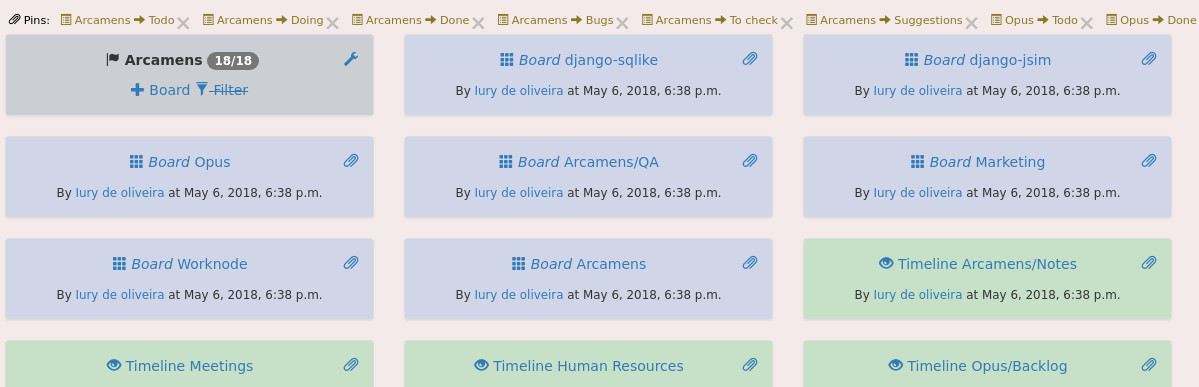 Pins: Arcamens → Todo × Arcamens → Doing × Arcamens → Done × Arcamens → Bugs × Arcamens → To check × Arcamens → Suggestions × Opus → Todo × Opus → Done
Arcamens 18/18
+ Board Filter
Board django-sqlike
By Iury de oliveira at May 6, 2018, 6:38 p.m.
Board django-jsim
By Iury de oliveira at May 6, 2018, 6:38 p.m.
Board Opus
By Iury de oliveira at May 6, 2018, 6:38 p.m.
Board Arcamens/QA
By Iury de oliveira at May 6, 2018, 6:38 p.m.
Board Marketing
By Iury de oliveira at May 6, 2018, 6:38 p.m.
Board Worknode
By Iury de oliveira at May 6, 2018, 6:38 p.m.
Board Arcamens
By Iury de oliveira at May 6, 2018, 6:38 p.m.
Timeline Arcamens/Notes
By Iury de oliveira at May 6, 2018, 6:38 p.m.
Timeline Meetings
Timeline Human Resources
Timeline Opus/Backlog